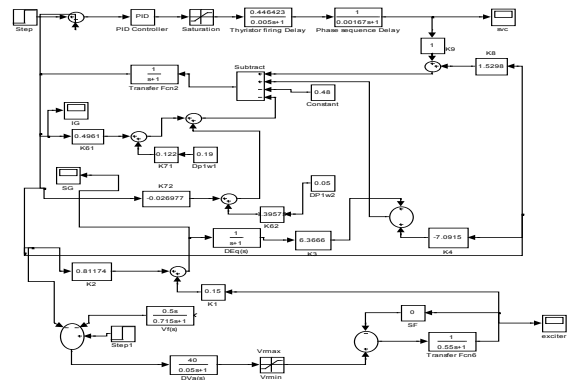 Step
PID
PID Controller
Saturation
0.446423
0.005s+1
Thyristor firing Delay
1
0.00167s+1
Phase sequence Delay
src
1
K9
K8
1.5298
Subtract
1
s+1
Transfer Fcn2
0.48
Constant
IG
0.4961
K61
0.122
K71
0.19
Dp1w1
SG
K72
-0.026977
0.05
DP1w2
K62
1
s+1
DEq(s)
6.3666
K3
-7.0915
K4
0.81174
K2
0.15
K1
0.5s
0.715s+1
Vf(s)
Step1
0
SF
1
0.55s+1
Transfer Fcn6
exciter
40
0.05s+1
DVa(s)
Vrmax
Vrmin